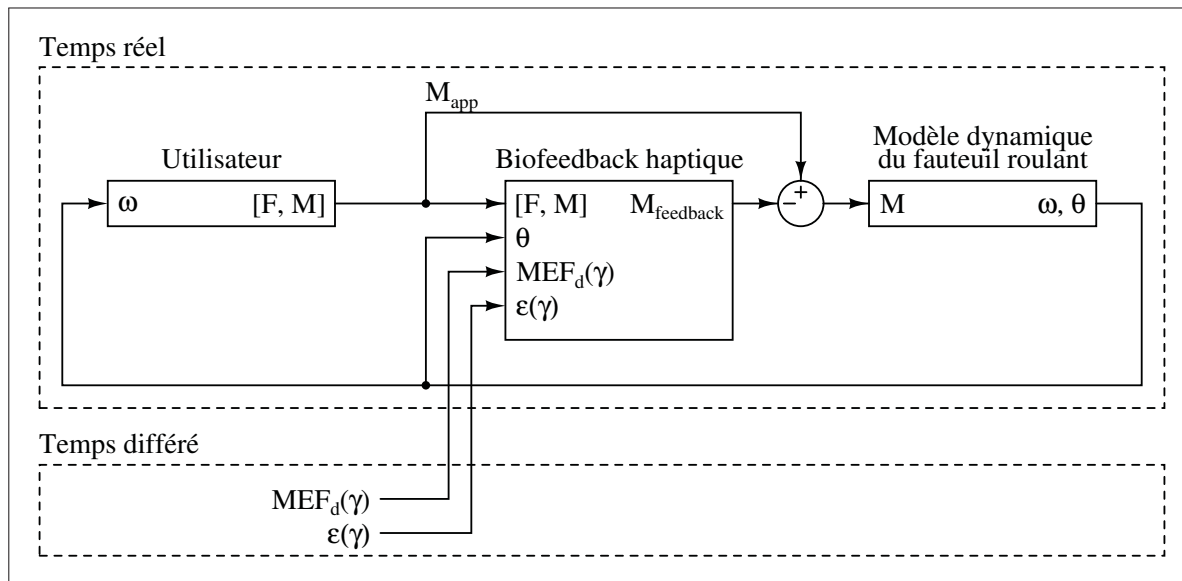 Temps réel
M_app
Utilisateur
Biofeedback haptique
Modèle dynamique
du fauteuil roulant
ω [F, M]
[F, M] M_feedback
θ
MEF_d(γ)
ε(γ)
− +
M ω, θ
Temps différé
MEF_d(γ)
ε(γ)